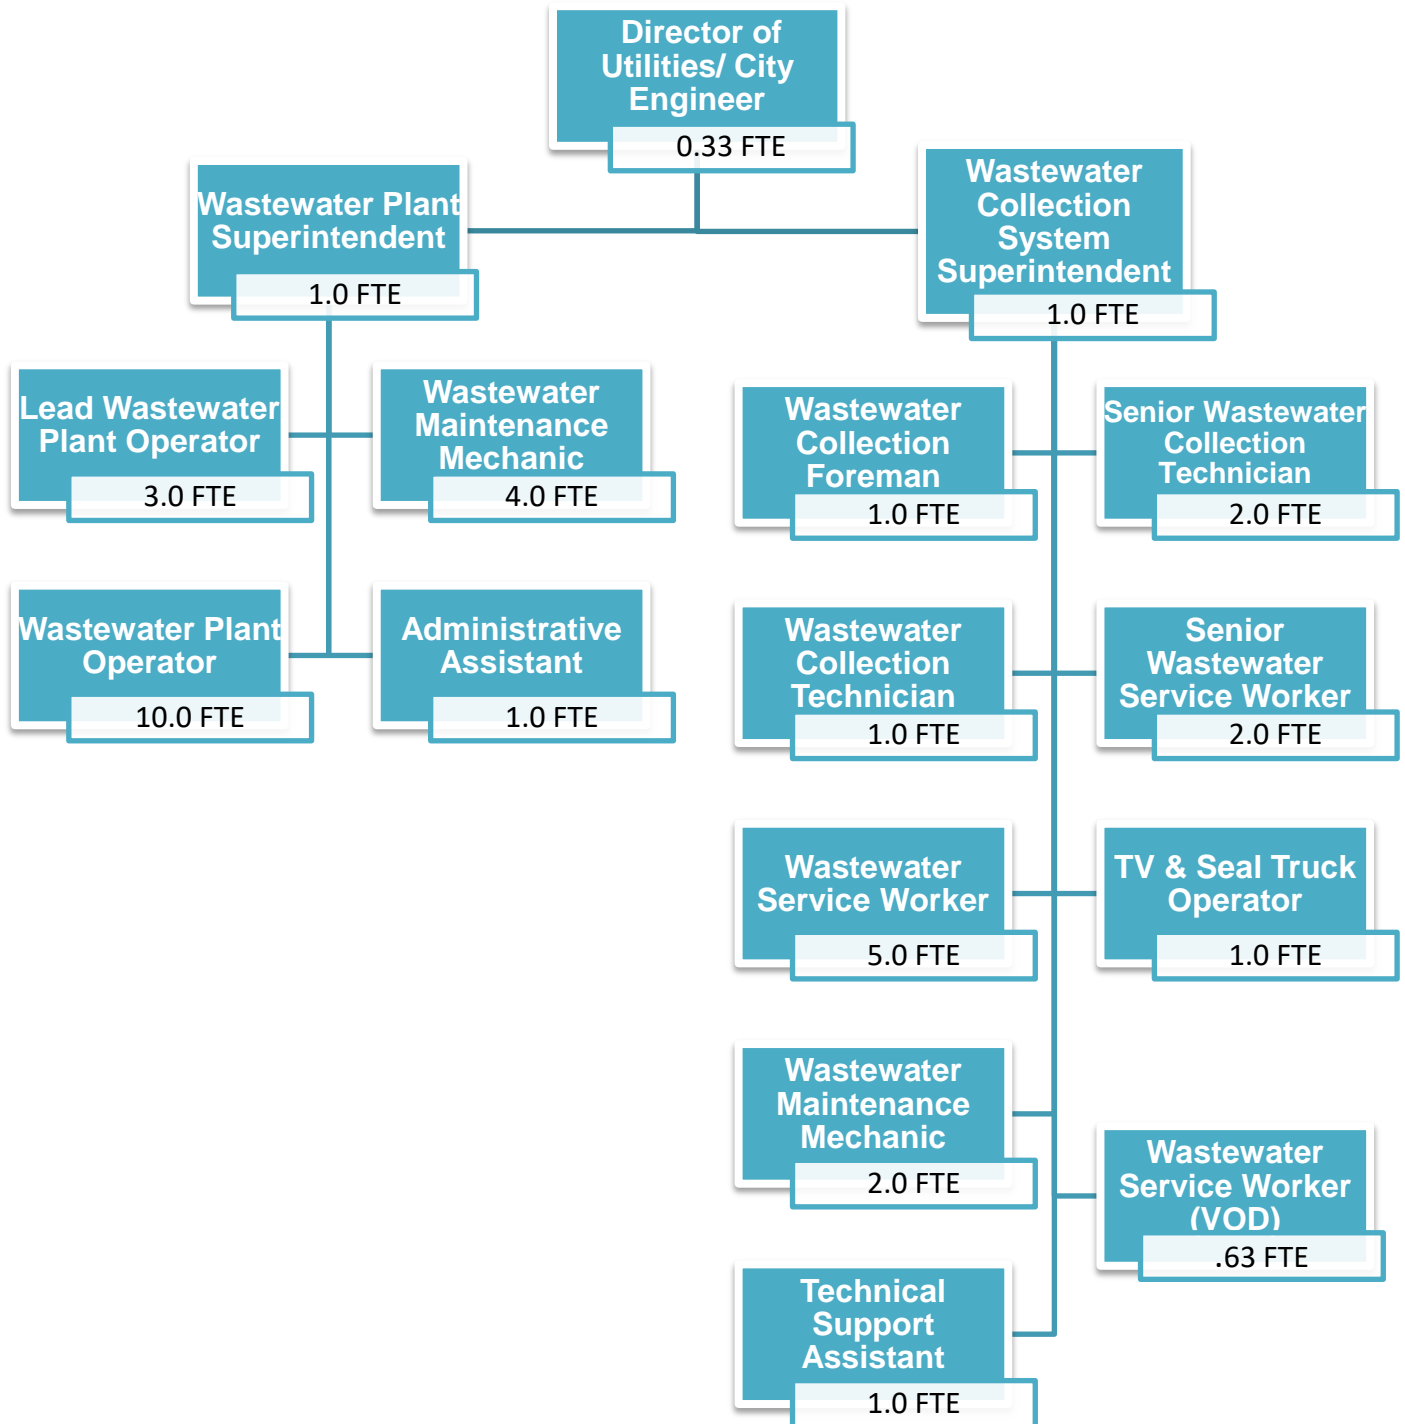 Director of
Utilities/ City
Engineer
0.33 FTE
Wastewater Plant
Superintendent
1.0 FTE
Wastewater
Collection
System
Superintendent
1.0 FTE
Lead Wastewater
Plant Operator
3.0 FTE
Wastewater
Maintenance
Mechanic
4.0 FTE
Wastewater Plant
Operator
10.0 FTE
Administrative
Assistant
1.0 FTE
Wastewater
Collection
Foreman
1.0 FTE
Senior Wastewater
Collection
Technician
2.0 FTE
Wastewater
Collection
Technician
1.0 FTE
Senior
Wastewater
Service Worker
2.0 FTE
Wastewater
Service Worker
5.0 FTE
TV & Seal Truck
Operator
1.0 FTE
Wastewater
Maintenance
Mechanic
2.0 FTE
Wastewater
Service Worker
(VOD)
.63 FTE
Technical
Support
Assistant
1.0 FTE